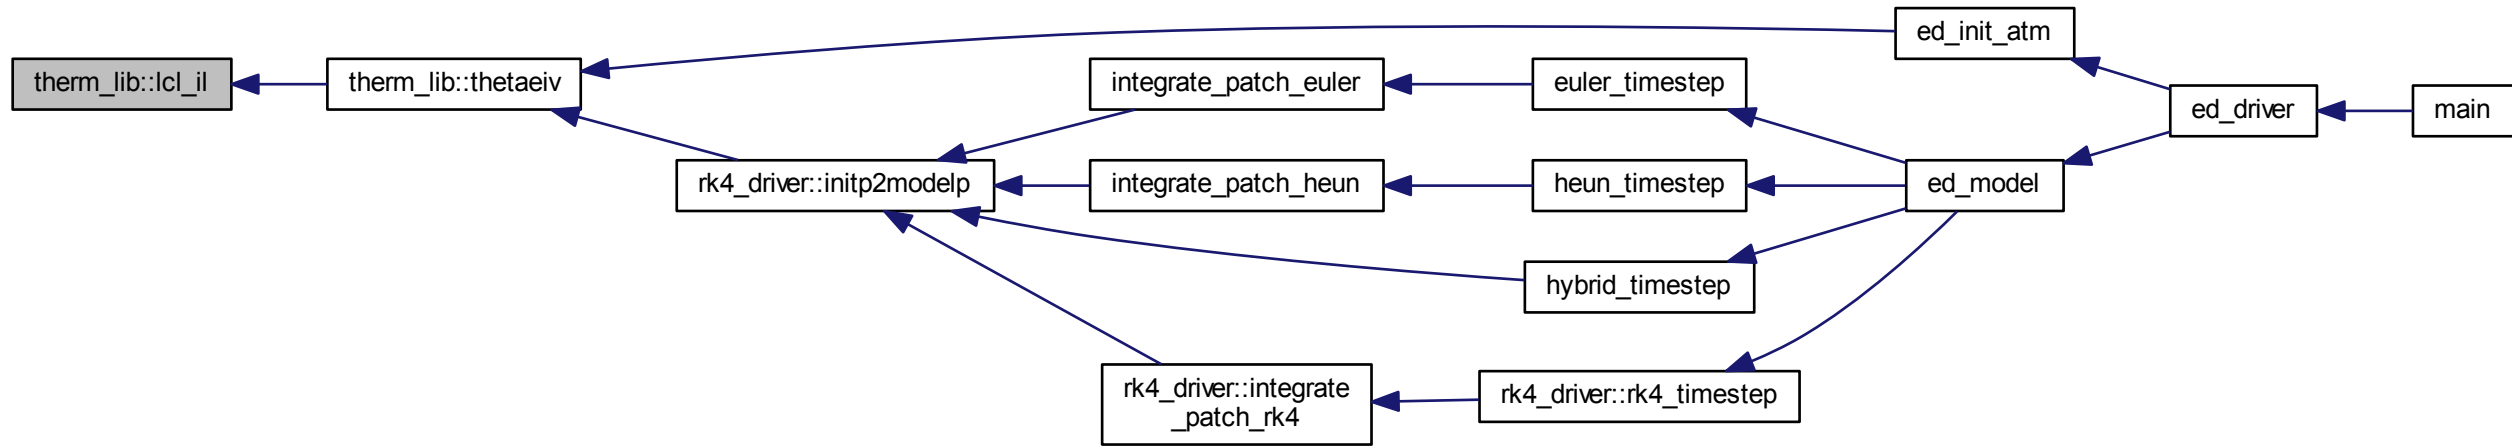 therm_lib::lcl_il
therm_lib::thetaeiv
ed_init_atm
integrate_patch_euler
euler_timestep
ed_driver
main
rk4_driver::initp2modelp
integrate_patch_heun
heun_timestep
ed_model
hybrid_timestep
rk4_driver::integrate
_patch_rk4
rk4_driver::rk4_timestep